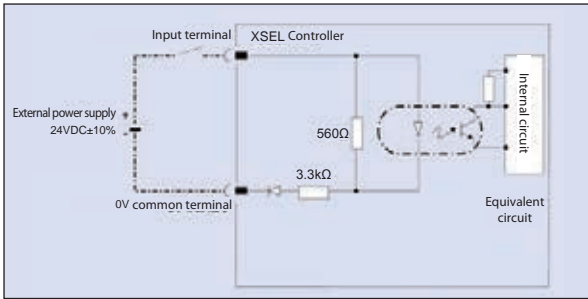 Input terminal
XSEL Controller
External power supply
24VDC±10%
560Ω
3.3kΩ
Internal circuit
0V common terminal
Equivalent
circuit